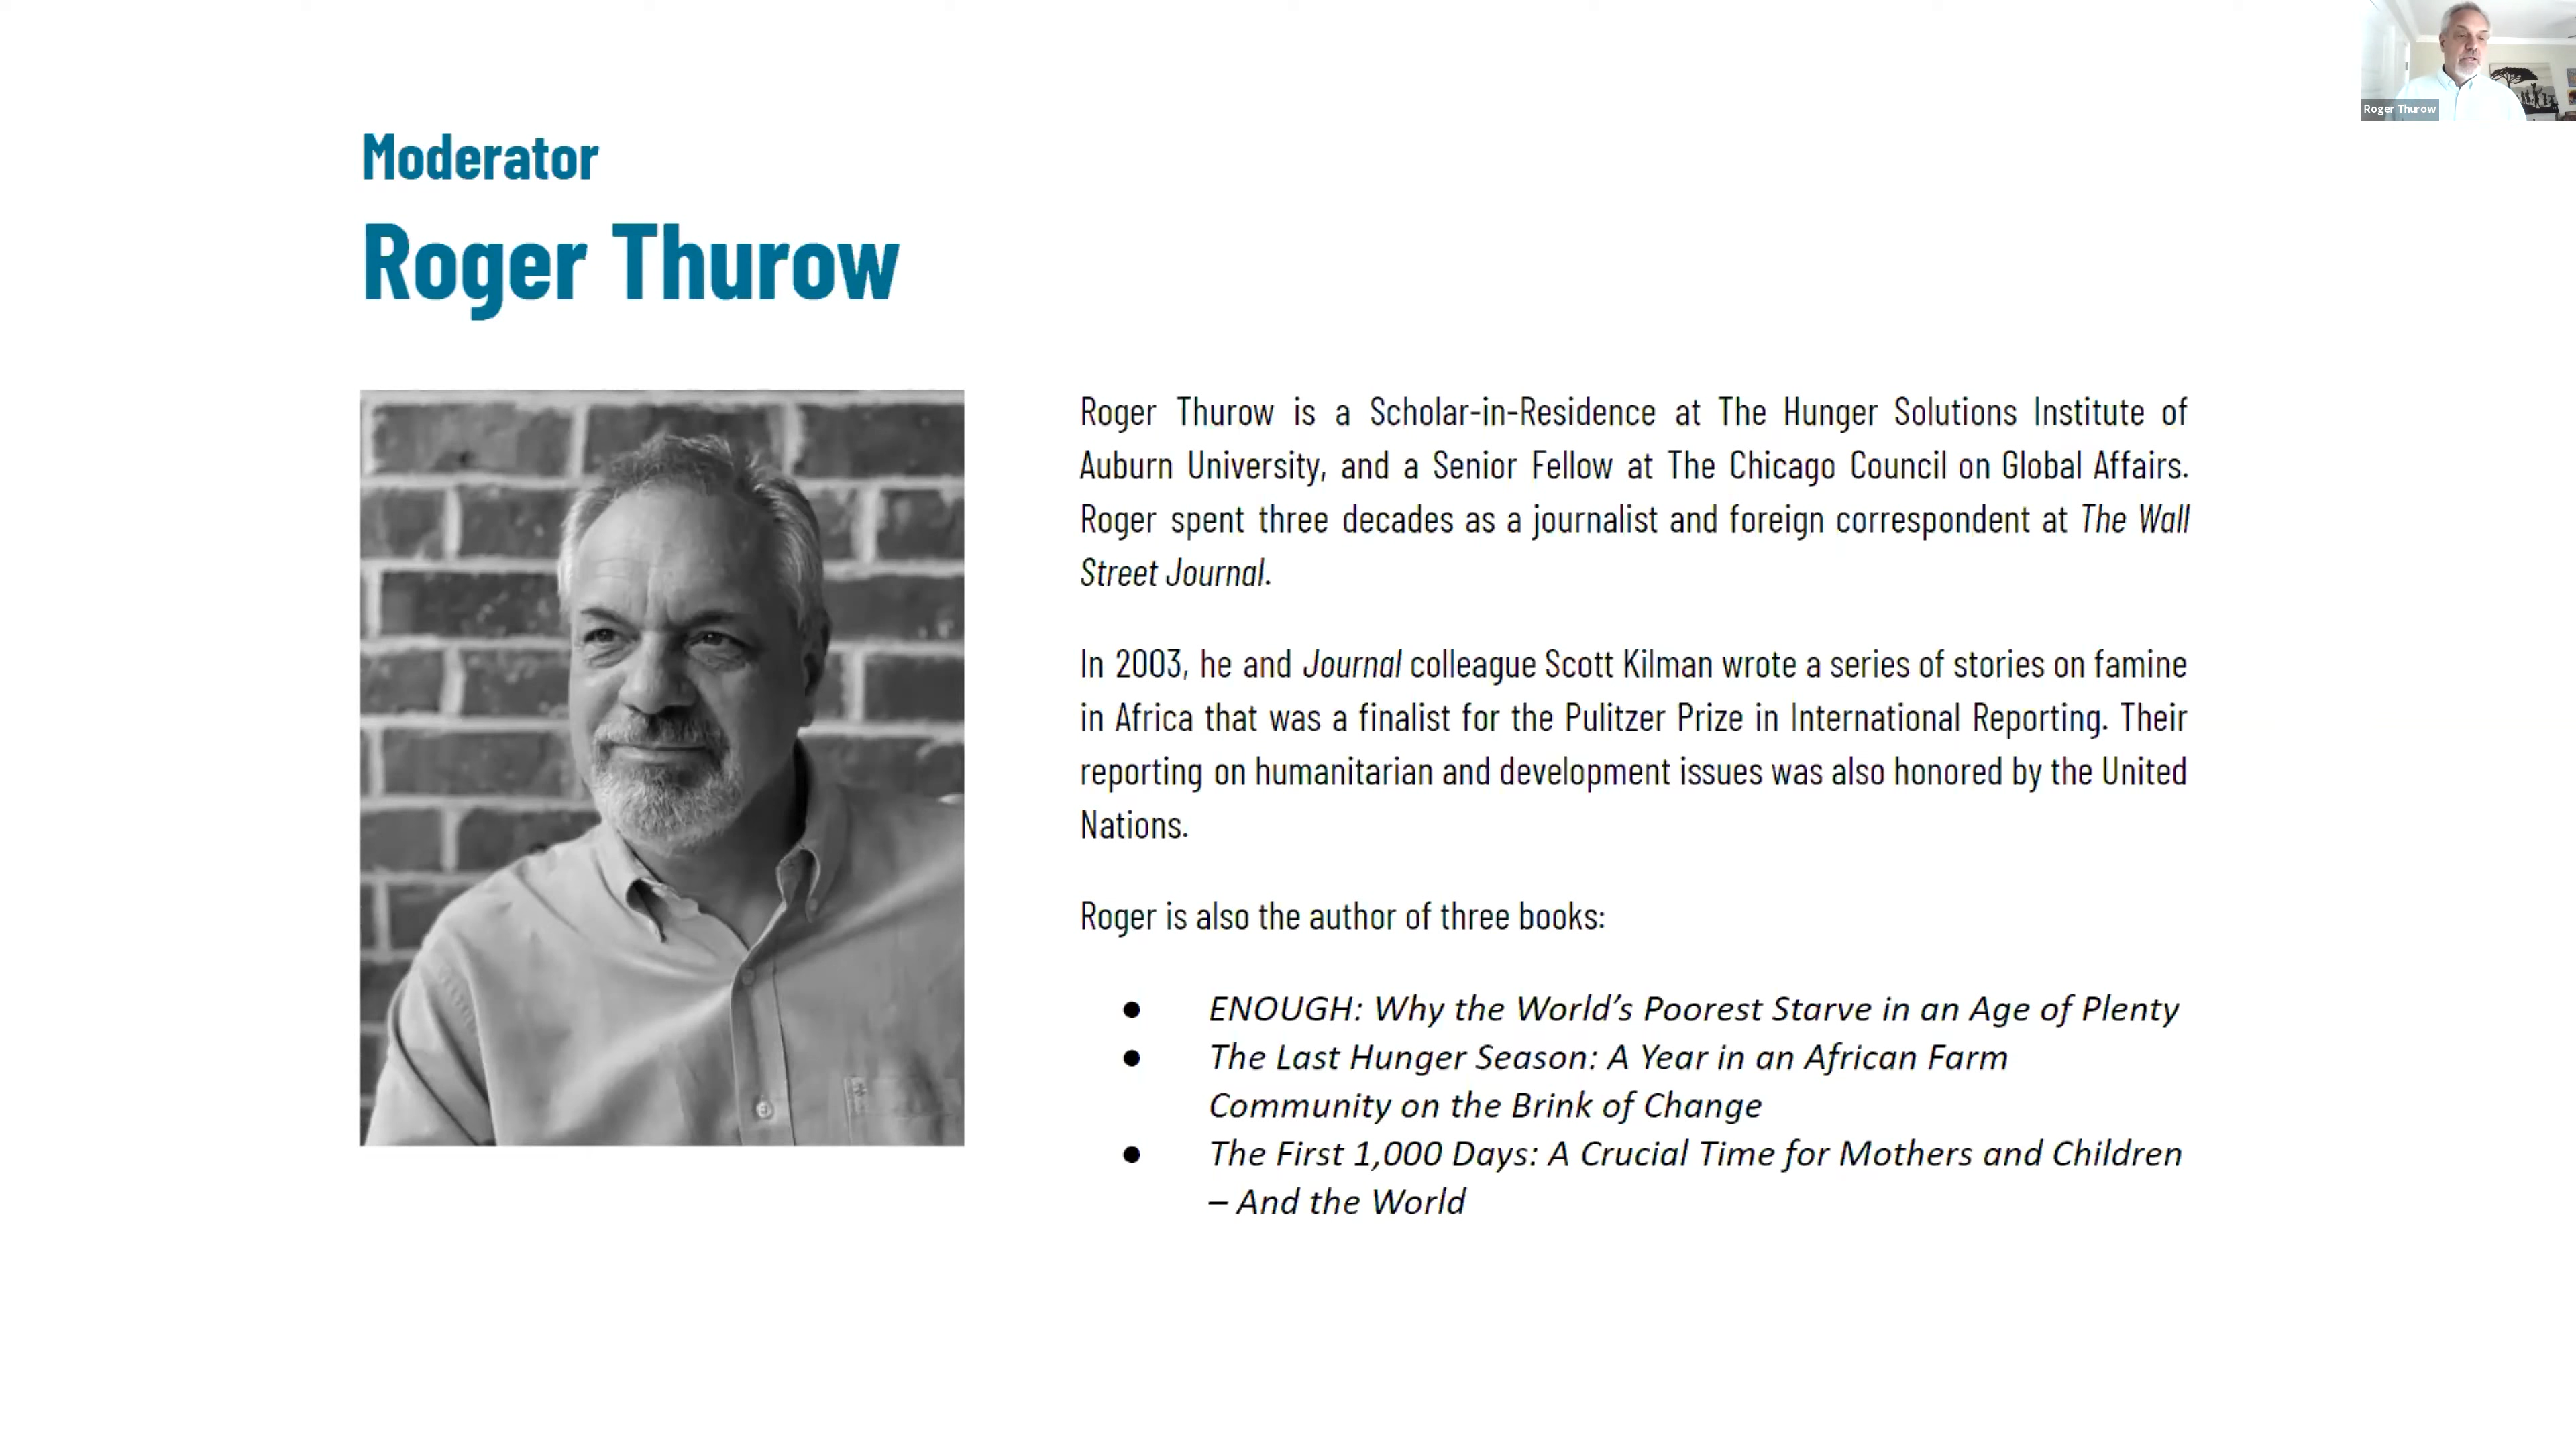 Roger Thurow
Moderator
Roger Thurow
Roger Thurow is a Scholar-in-Residence at The Hunger Solutions Institute of
Auburn University, and a Senior Fellow at The Chicago Council on Global Affairs.
Roger spent three decades as a journalist and foreign correspondent at The Wall
Street Journal.
In 2003, he and Journal colleague Scott Kilman wrote a series of stories on famine
in Africa that was a finalist for the Pulitzer Prize in International Reporting. Their
reporting on humanitarian and development issues was also honored by the United
Nations.
Roger is also the author of three books:
● ENOUGH: Why the World’s Poorest Starve in an Age of Plenty
● The Last Hunger Season: A Year in an African Farm
Community on the Brink of Change
● The First 1,000 Days: A Crucial Time for Mothers and Children
– And the World